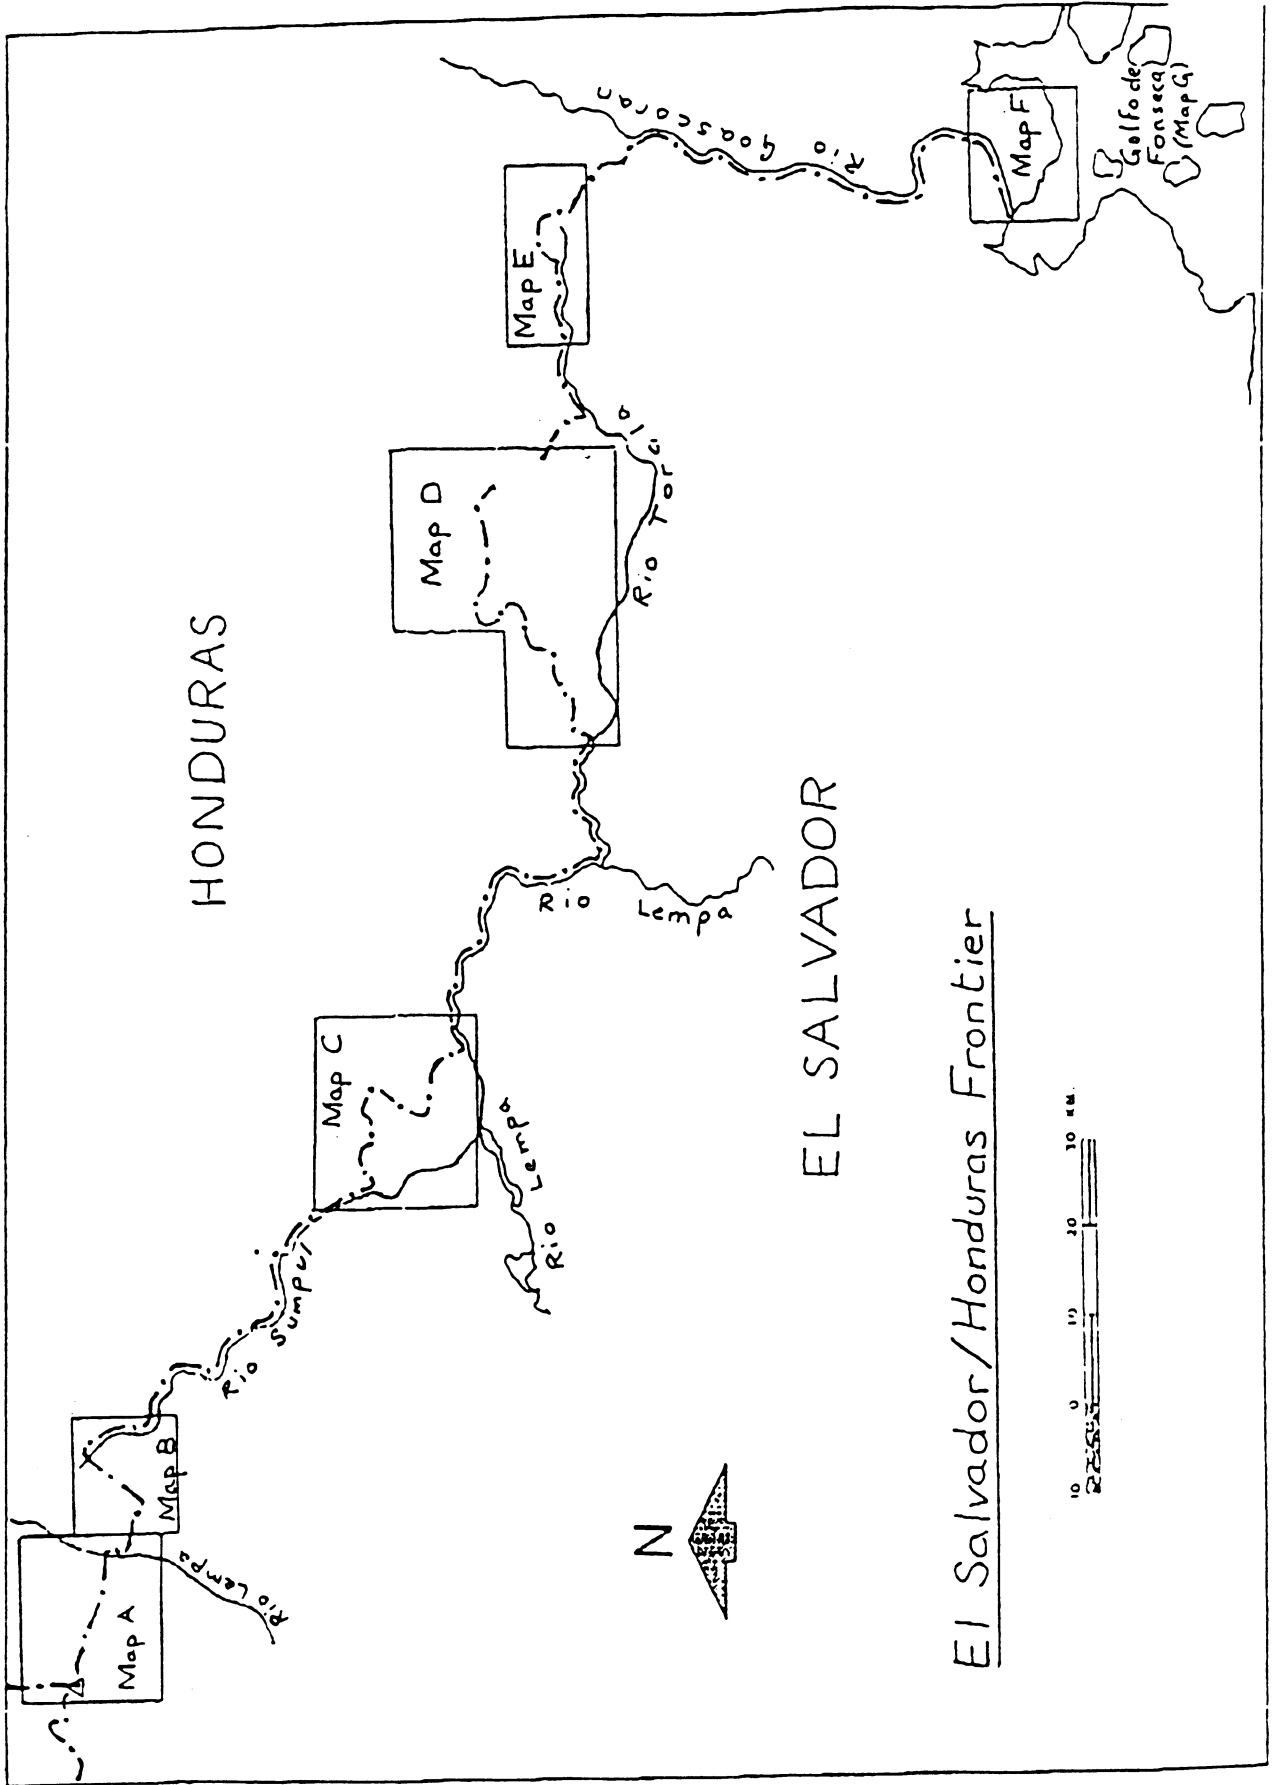 Map A
Map B
Rio Lempa
HONDURAS
Rio Sumpul
Map C
Map D
Map E
Rio Lempa
Rio Lempa
Rio Torola
Rio Goascoran
N
EL SALVADOR
Map F
Golfo de
Fonseca
(Map G)
El Salvador/Honduras Frontier
10 0 10 20 30 KM.